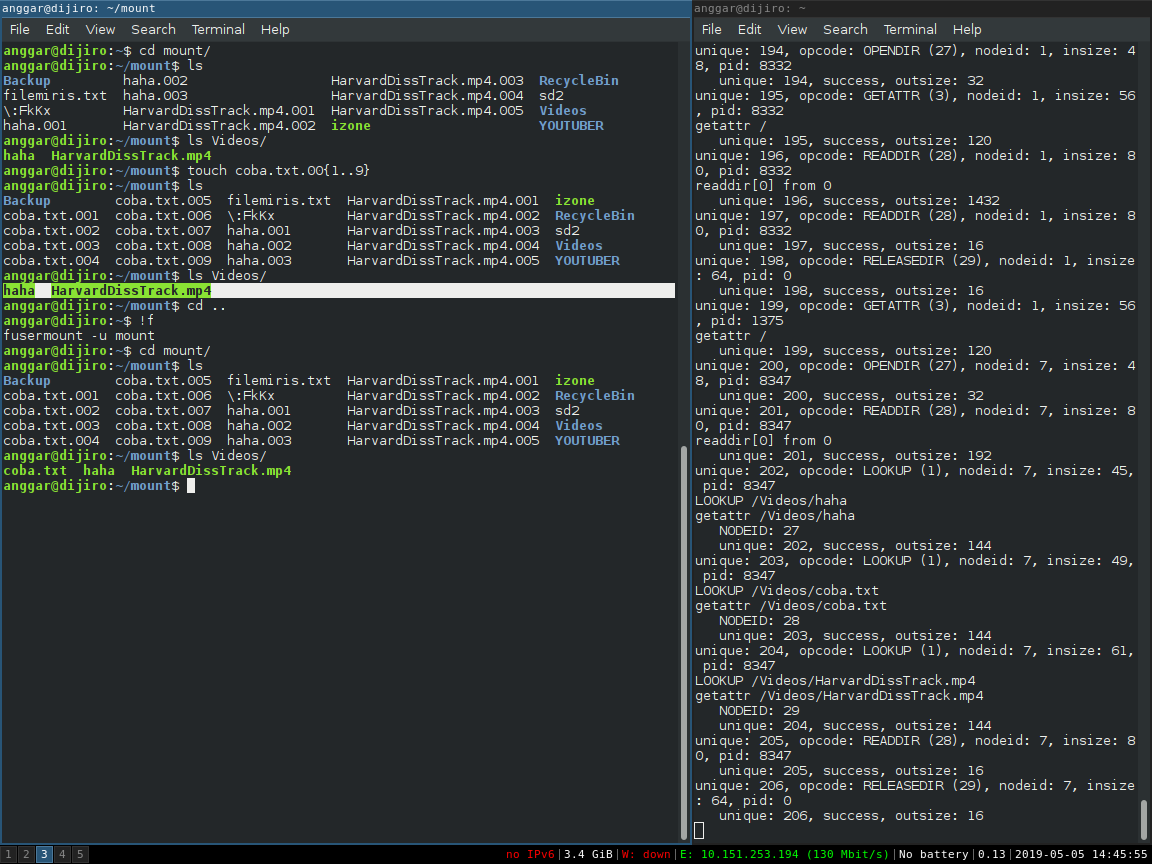 anggar@dijiro: ~/mount
File Edit View Search Terminal Help
anggar@dijiro:~$ cd mount/
anggar@dijiro:~/mount$ ls
Backup haha.002 HarvardDissTrack.mp4.003 RecycleBin
filemiris.txt haha.003 HarvardDissTrack.mp4.004 sd2
\:FkKx HarvardDissTrack.mp4.001 HarvardDissTrack.mp4.005 Videos
haha.001 HarvardDissTrack.mp4.002 izone YOUTUBER
anggar@dijiro:~/mount$ ls Videos/
haha HarvardDissTrack.mp4
anggar@dijiro:~/mount$ touch coba.txt.00{1..9}
anggar@dijiro:~/mount$ ls
Backup coba.txt.005 filemiris.txt HarvardDissTrack.mp4.001 izone
coba.txt.001 coba.txt.006 \:FkKx HarvardDissTrack.mp4.002 RecycleBin
coba.txt.002 coba.txt.007 haha.001 HarvardDissTrack.mp4.003 sd2
coba.txt.003 coba.txt.008 haha.002 HarvardDissTrack.mp4.004 Videos
coba.txt.004 coba.txt.009 haha.003 HarvardDissTrack.mp4.005 YOUTUBER
anggar@dijiro:~/mount$ ls Videos/
haha HarvardDissTrack.mp4
anggar@dijiro:~/mount$ cd ..
anggar@dijiro:~$ !f
fusermount -u mount
anggar@dijiro:~$ cd mount/
anggar@dijiro:~/mount$ ls
Backup coba.txt.005 filemiris.txt HarvardDissTrack.mp4.001 izone
coba.txt.001 coba.txt.006 \:FkKx HarvardDissTrack.mp4.002 RecycleBin
coba.txt.002 coba.txt.007 haha.001 HarvardDissTrack.mp4.003 sd2
coba.txt.003 coba.txt.008 haha.002 HarvardDissTrack.mp4.004 Videos
coba.txt.004 coba.txt.009 haha.003 HarvardDissTrack.mp4.005 YOUTUBER
anggar@dijiro:~/mount$ ls Videos/
coba.txt haha HarvardDissTrack.mp4
anggar@dijiro:~/mount$
anggar@dijiro: ~
File Edit View Search Terminal Help
unique: 194, opcode: OPENDIR (27), nodeid: 1, insize: 4
8, pid: 8332
unique: 194, success, outsize: 32
unique: 195, opcode: GETATTR (3), nodeid: 1, insize: 56
, pid: 8332
getattr /
unique: 195, success, outsize: 120
unique: 196, opcode: READDIR (28), nodeid: 1, insize: 8
0, pid: 8332
readdir[0] from 0
unique: 196, success, outsize: 1432
unique: 197, opcode: READDIR (28), nodeid: 1, insize: 8
0, pid: 8332
unique: 197, success, outsize: 16
unique: 198, opcode: RELEASEDIR (29), nodeid: 1, insize
: 64, pid: 0
unique: 198, success, outsize: 16
unique: 199, opcode: GETATTR (3), nodeid: 1, insize: 56
, pid: 1375
getattr /
unique: 199, success, outsize: 120
unique: 200, opcode: OPENDIR (27), nodeid: 7, insize: 4
8, pid: 8347
unique: 200, success, outsize: 32
unique: 201, opcode: READDIR (28), nodeid: 7, insize: 8
0, pid: 8347
readdir[0] from 0
unique: 201, success, outsize: 192
unique: 202, opcode: LOOKUP (1), nodeid: 7, insize: 45,
pid: 8347
LOOKUP /Videos/haha
getattr /Videos/haha
NODEID: 27
unique: 202, success, outsize: 144
unique: 203, opcode: LOOKUP (1), nodeid: 7, insize: 49,
pid: 8347
LOOKUP /Videos/coba.txt
getattr /Videos/coba.txt
NODEID: 28
unique: 203, success, outsize: 144
unique: 204, opcode: LOOKUP (1), nodeid: 7, insize: 61,
pid: 8347
LOOKUP /Videos/HarvardDissTrack.mp4
getattr /Videos/HarvardDissTrack.mp4
NODEID: 29
unique: 204, success, outsize: 144
unique: 205, opcode: READDIR (28), nodeid: 7, insize: 8
0, pid: 8347
unique: 205, success, outsize: 16
unique: 206, opcode: RELEASEDIR (29), nodeid: 7, insize
: 64, pid: 0
unique: 206, success, outsize: 16
1 2 3 4 5 no IPv6|3.4 GiB|W: down|E: 10.151.253.194 (130 Mbit/s)|No battery|0.13|2019-05-05 14:45:55